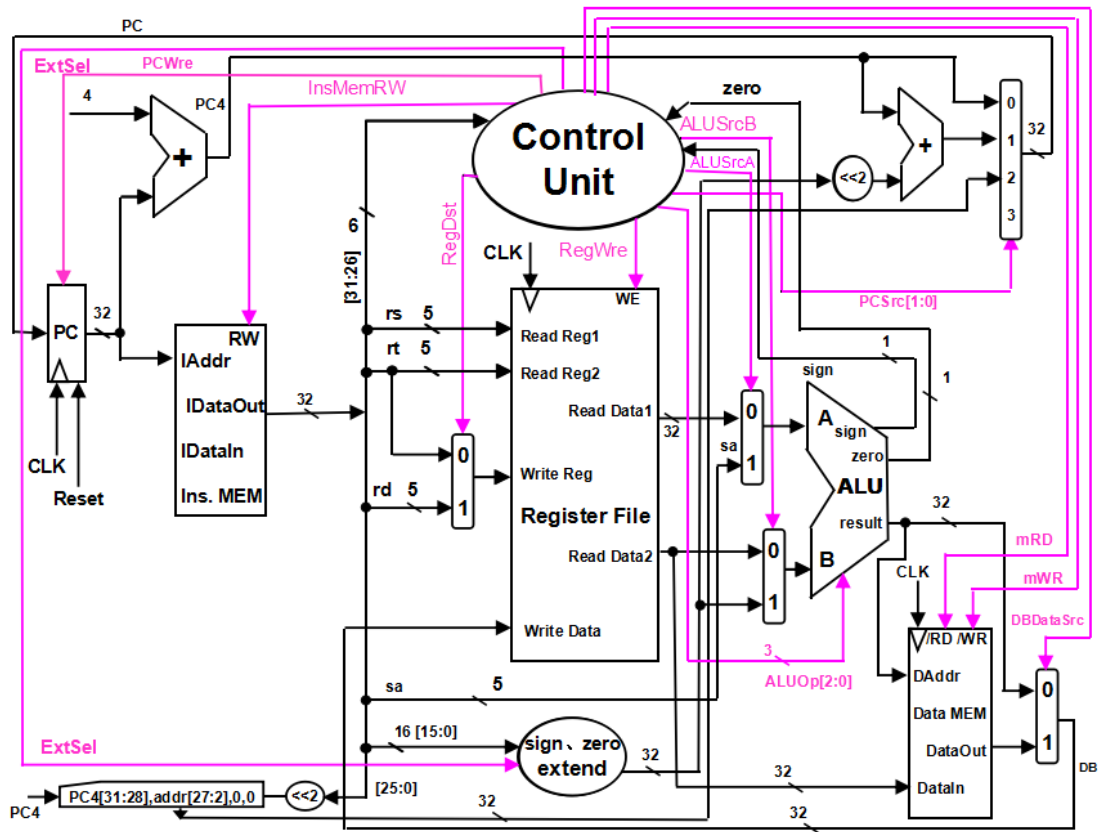 PC
ExtSel
PCWre
InsMemRW
4
PC4
+
Control
Unit
zero
ALUSrcB
ALUSrcA
+
<<2
0
1
2
3
32
PCSrc[1:0]
6
[31:26]
RegDst
CLK
RegWre
WE
32
PC
CLK
Reset
RW
IAddr
IDataOut
IDataIn
Ins. MEM
32
rs 5
rt 5
rd 5
0
1
Read Reg1
Read Reg2
Read Data1
Write Reg
Register File
Read Data2
Write Data
32
sa
0
1
0
1
sign
1
1
A
sign
zero
ALU
result
B
32
3
ALUOp[2:0]
CLK
mRD
mWR
DBDataSrc
/RD /WR
DAddr
Data MEM
DataOut
DataIn
0
1
DB
sa 5
16 [15:0]
ExtSel
sign、zero
extend
32
[25:0]
PC4
PC4[31:28],addr[27:2],0,0
<<2
32
32
32